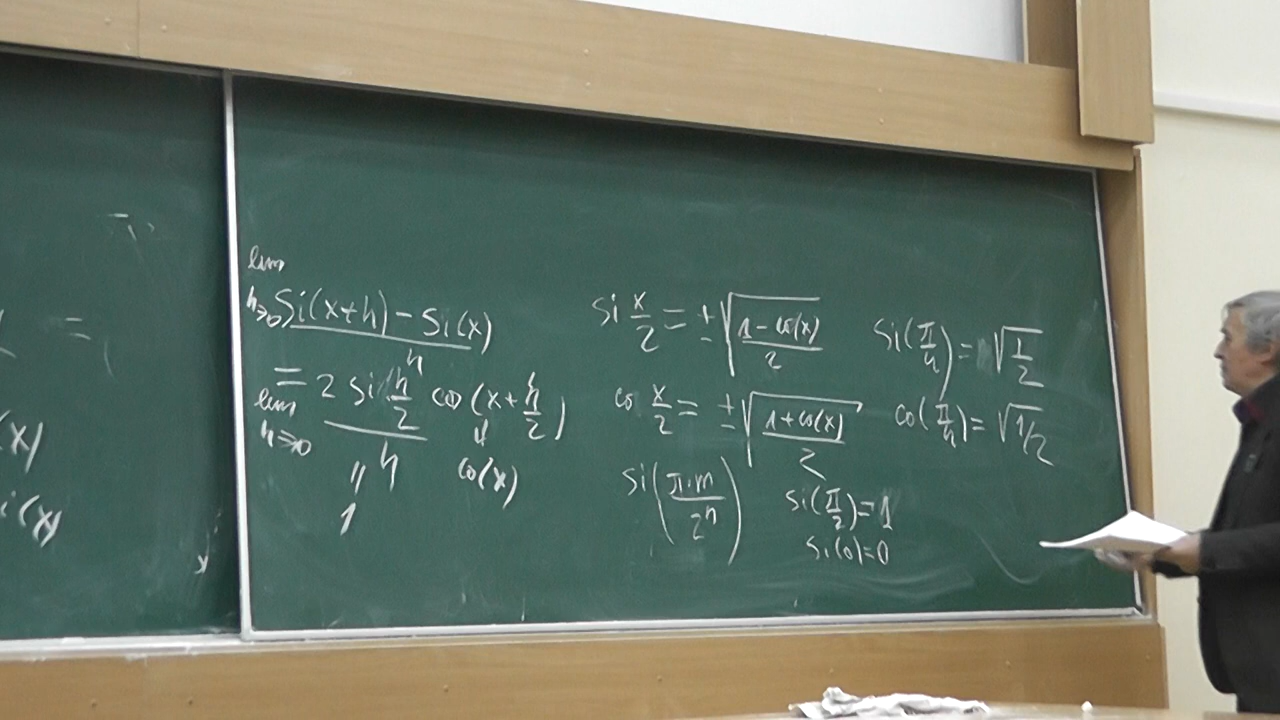 =
(x)
i(x)
lim
h→0 Si(x+h) - Si(x)
h
= 2 si h/2 co (x + h/2)
lim
h→0
h
co(x)
1
Si x/2 = ± √((1 - co(x))/2)
co x/2 = ± √((1 + co(x))/2)
Si(π·m/2^n)
Si(π/2) = 1
Si(0) = 0
Si(π/4) = √(1/2)
co(π/4) = √(1/2)